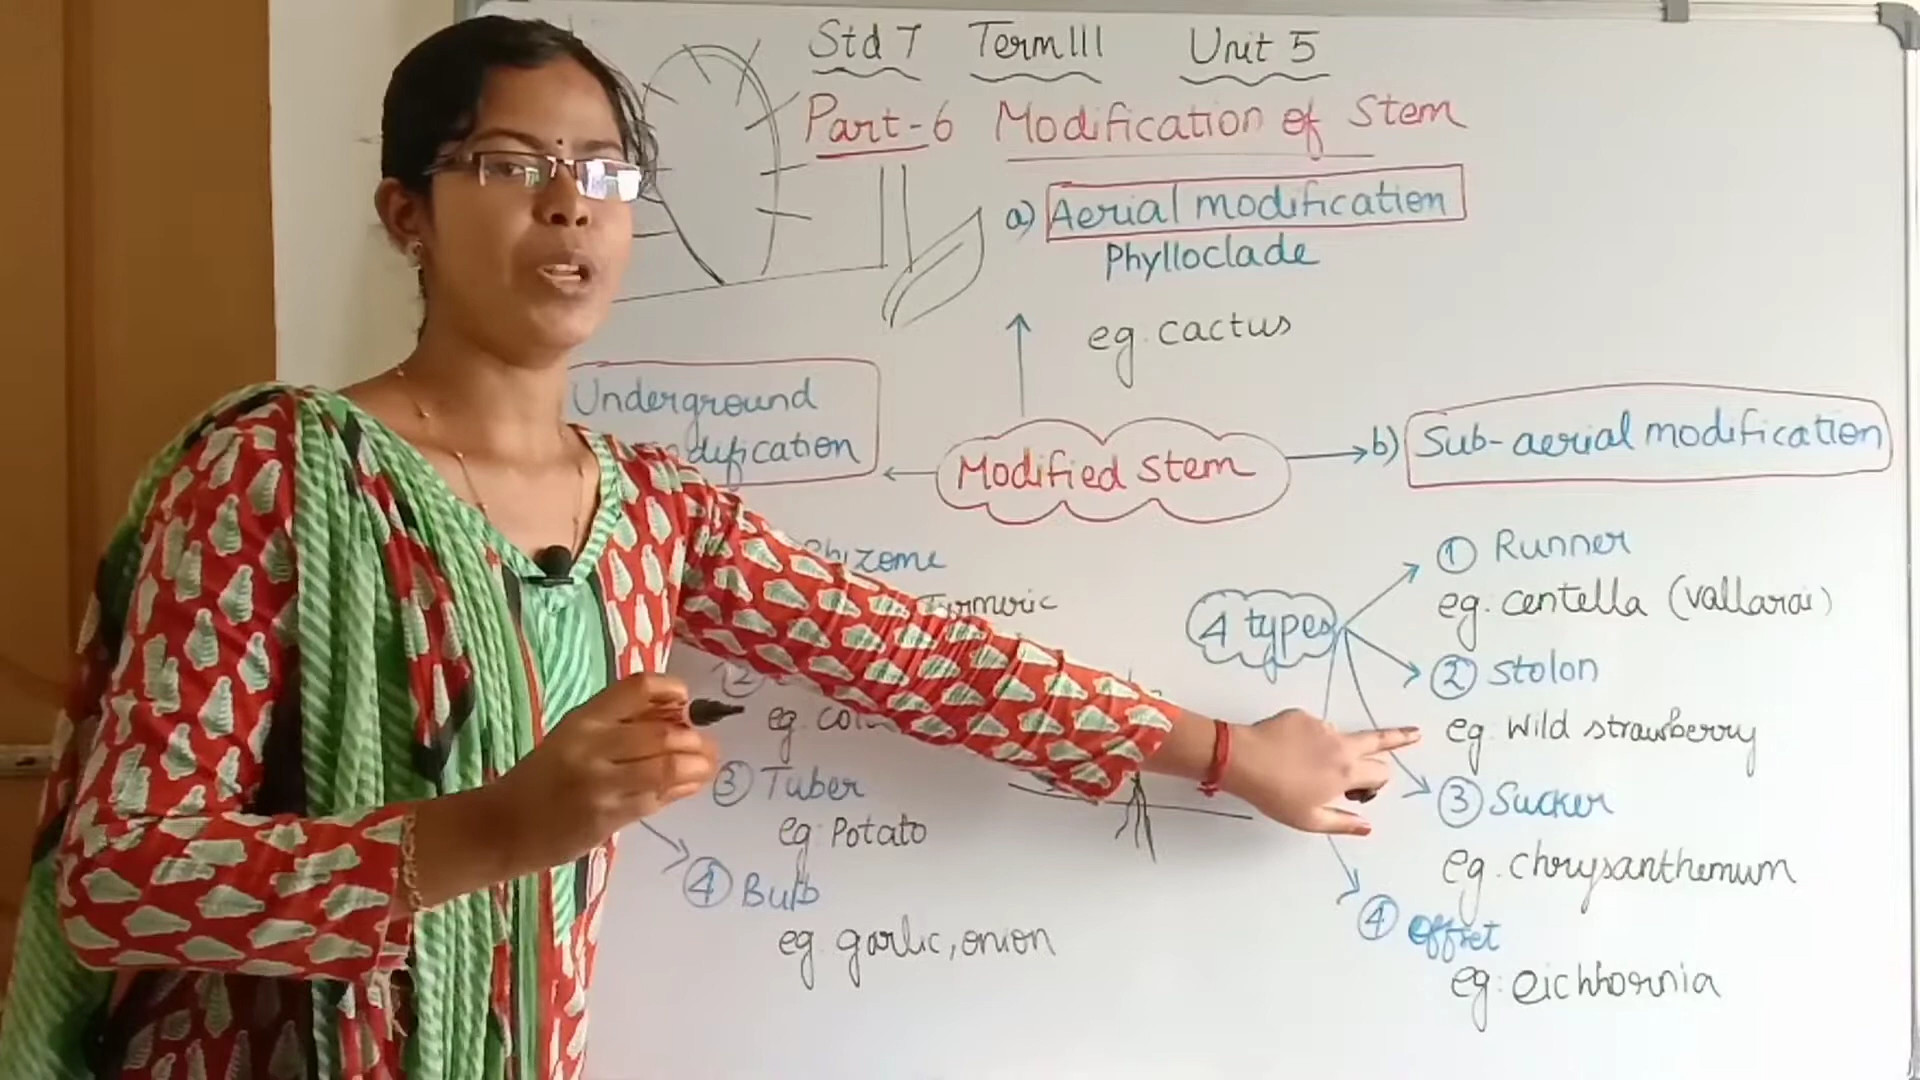 Std 7 Term III Unit 5
Part-6 Modification of Stem
a) Aerial modification
Phylloclade
eg. cactus
Underground
Modified Stem
b) Sub-aerial modification
① Runner
eg. centella (vallarai)
4 types
② Stolon
eg. Wild strawberry
③ Sucker
eg. chrysanthemum
④ offset
eg: eichhornia
Turmeric
②
eg.
③ Tuber
eg: Potato
④ Bulb
eg. garlic, onion